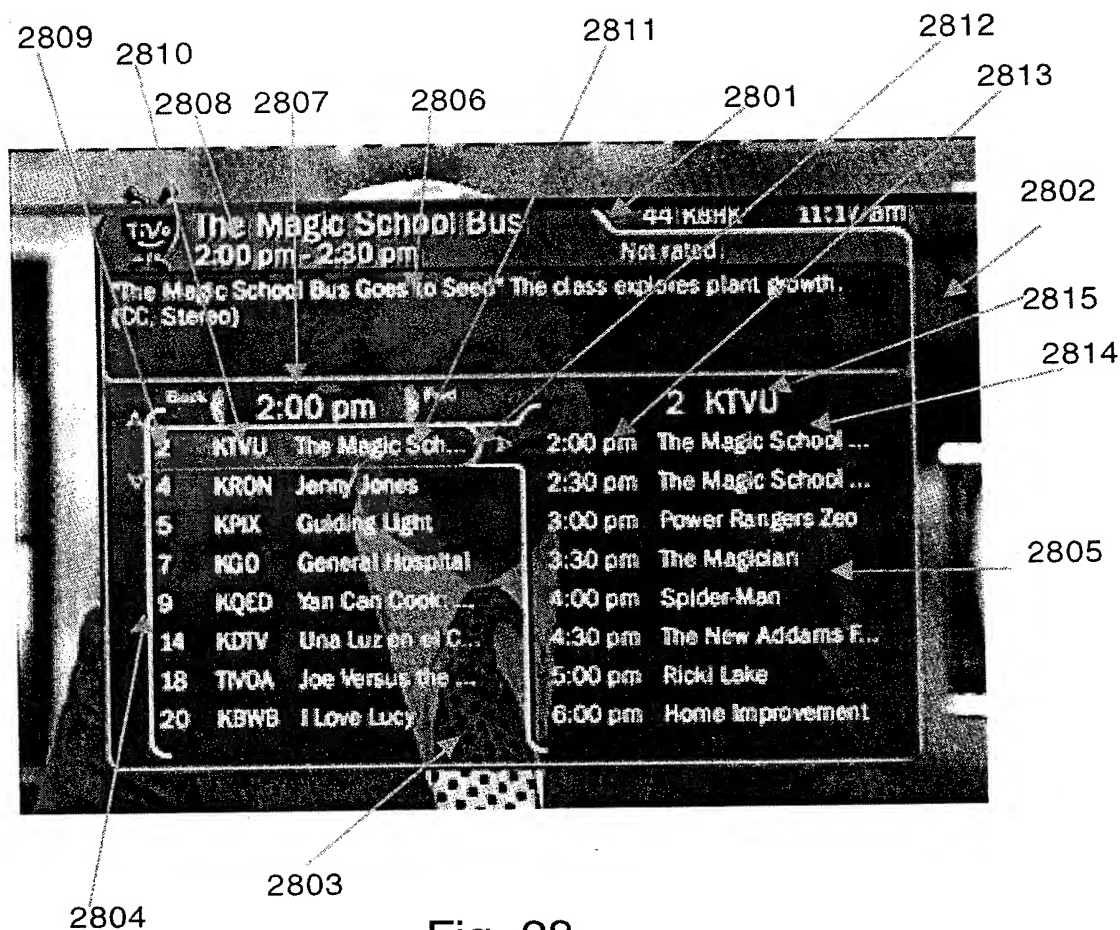 2809
2810
2808
2807
2806
2811
2801
2812
2813
2802
2815
2814
2805
2803
2804
TiVo
The Magic School Bus
2:00 pm - 2:30 pm
44 KBHK 11:17 am
Not rated
"The Magic School Bus Goes to Seed" The class explores plant growth.
(CC, Stereo)
Back 2:00 pm Fwd
2 KTVU The Magic Sch...
4 KRON Jenny Jones
5 KPIX Guiding Light
7 KGO General Hospital
9 KQED Yan Can Cook: ...
14 KDTV Una Luz en el C...
18 TIVOA Joe Versus the ...
20 KBWB I Love Lucy
2 KTVU
2:00 pm The Magic School ...
2:30 pm The Magic School ...
3:00 pm Power Rangers Zeo
3:30 pm The Magician
4:00 pm Spider-Man
4:30 pm The New Addams F...
5:00 pm Ricki Lake
6:00 pm Home Improvement